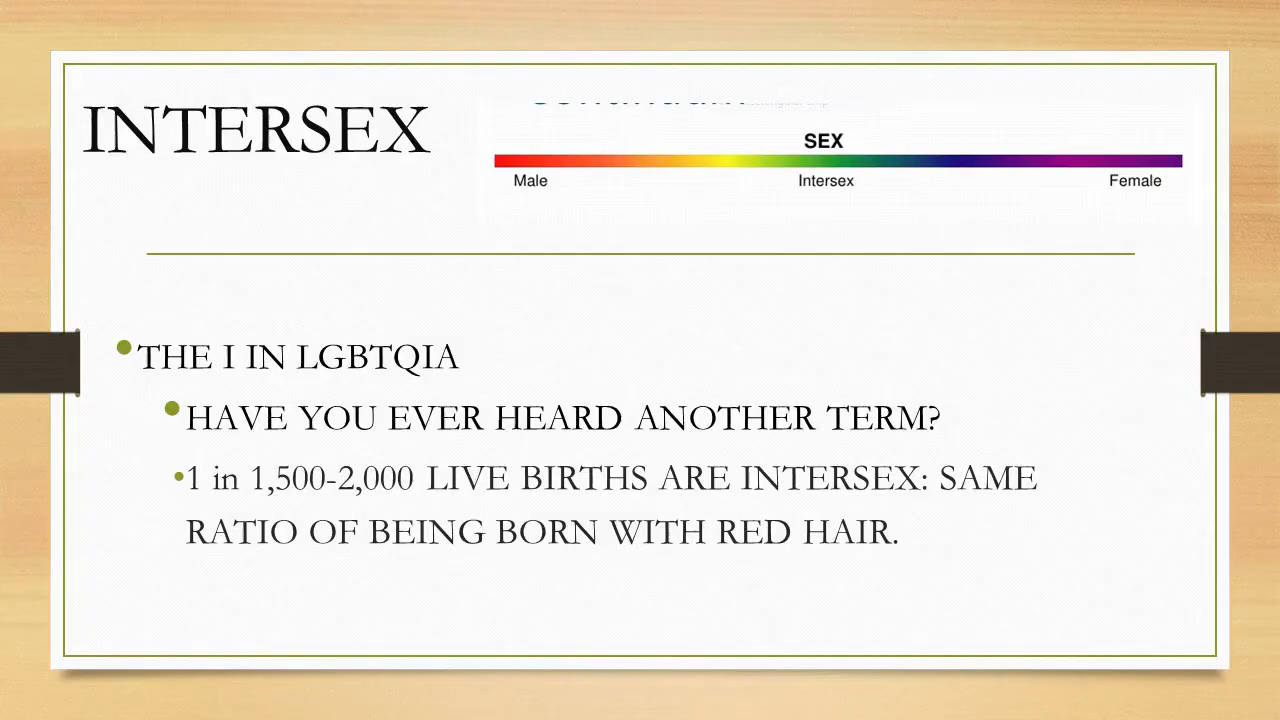 INTERSEX
SEX
Male Intersex Female
•THE I IN LGBTQIA
•HAVE YOU EVER HEARD ANOTHER TERM?
•1 in 1,500-2,000 LIVE BIRTHS ARE INTERSEX: SAME
RATIO OF BEING BORN WITH RED HAIR.